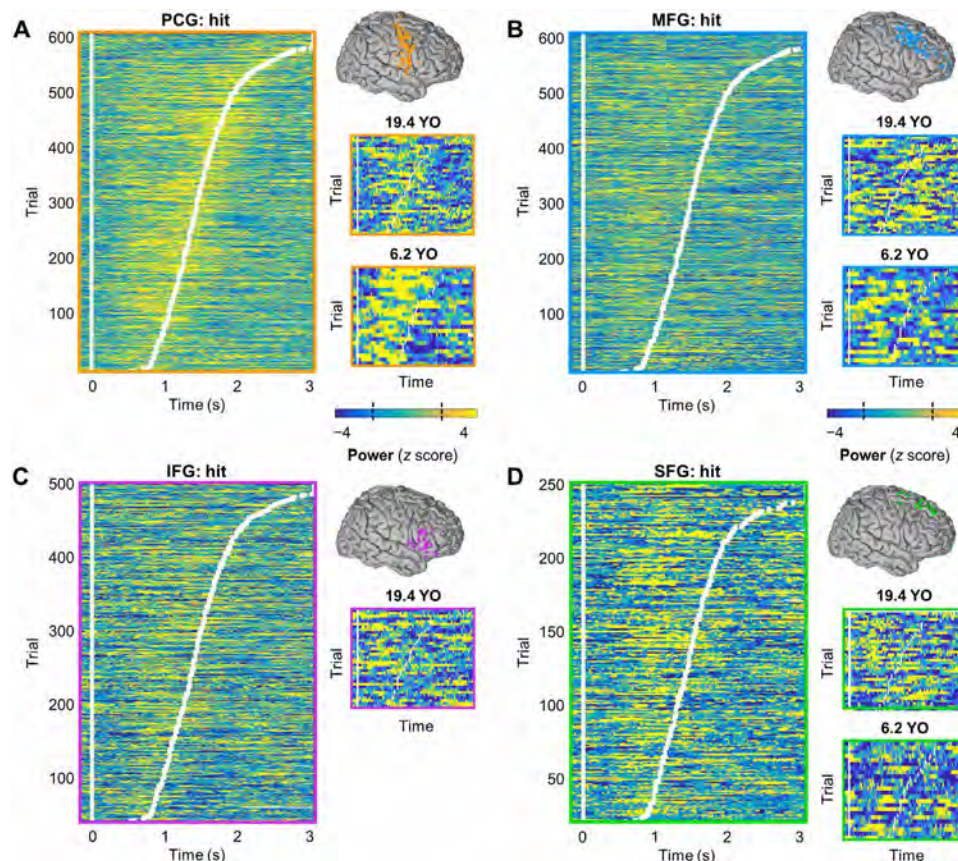 A
PCG: hit
600
500
400
300
200
100
Trial
0 1 2 3
Time (s)
19.4 YO
Trial
6.2 YO
Trial
Time
−4 4
Power (z score)
B
MFG: hit
600
500
400
300
200
100
Trial
0 1 2 3
Time (s)
19.4 YO
Trial
6.2 YO
Trial
Time
−4 4
Power (z score)
C
IFG: hit
500
400
300
200
100
Trial
0 1 2 3
Time (s)
19.4 YO
Trial
Time
D
SFG: hit
250
200
150
100
50
Trial
0 1 2 3
Time (s)
19.4 YO
Trial
6.2 YO
Trial
Time